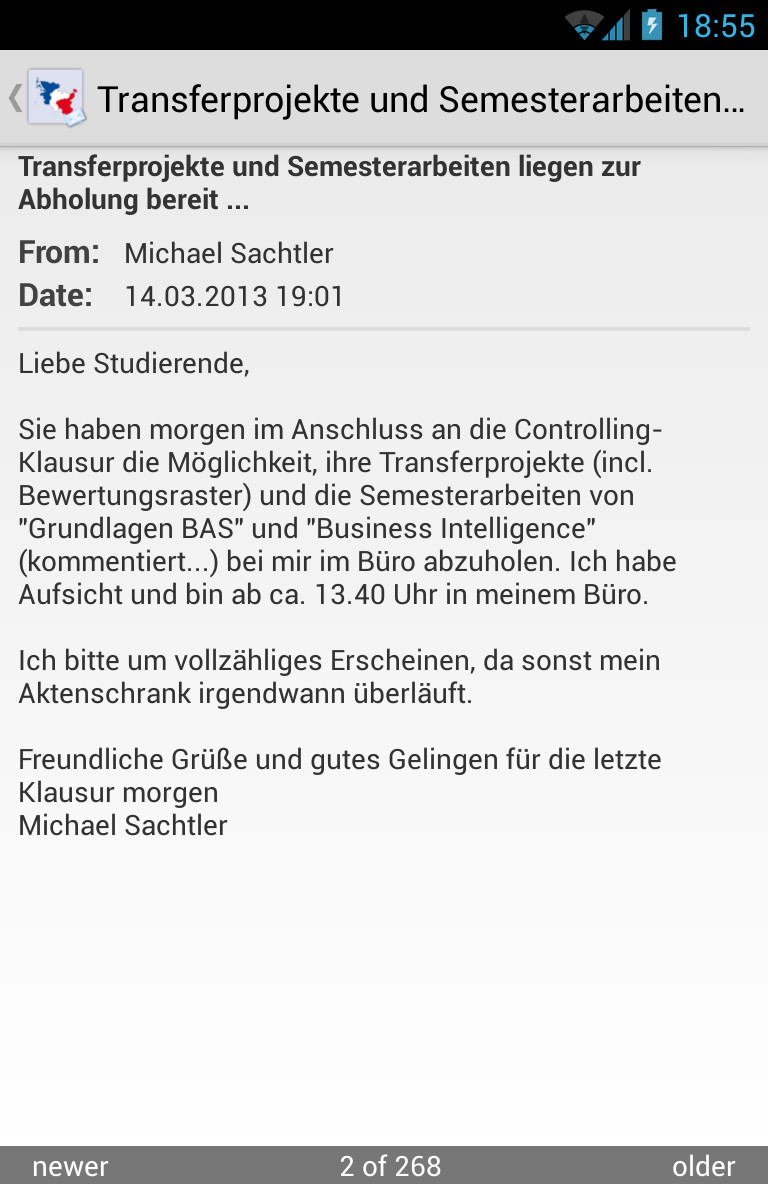 18:55
Transferprojekte und Semesterarbeiten...
Transferprojekte und Semesterarbeiten liegen zur
Abholung bereit ...
From: Michael Sachtler
Date: 14.03.2013 19:01
Liebe Studierende,
Sie haben morgen im Anschluss an die Controlling-
Klausur die Möglichkeit, ihre Transferprojekte (incl.
Bewertungsraster) und die Semesterarbeiten von
"Grundlagen BAS" und "Business Intelligence"
(kommentiert...) bei mir im Büro abzuholen. Ich habe
Aufsicht und bin ab ca. 13.40 Uhr in meinem Büro.
Ich bitte um vollzähliges Erscheinen, da sonst mein
Aktenschrank irgendwann überläuft.
Freundliche Grüße und gutes Gelingen für die letzte
Klausur morgen
Michael Sachtler
newer 2 of 268 older